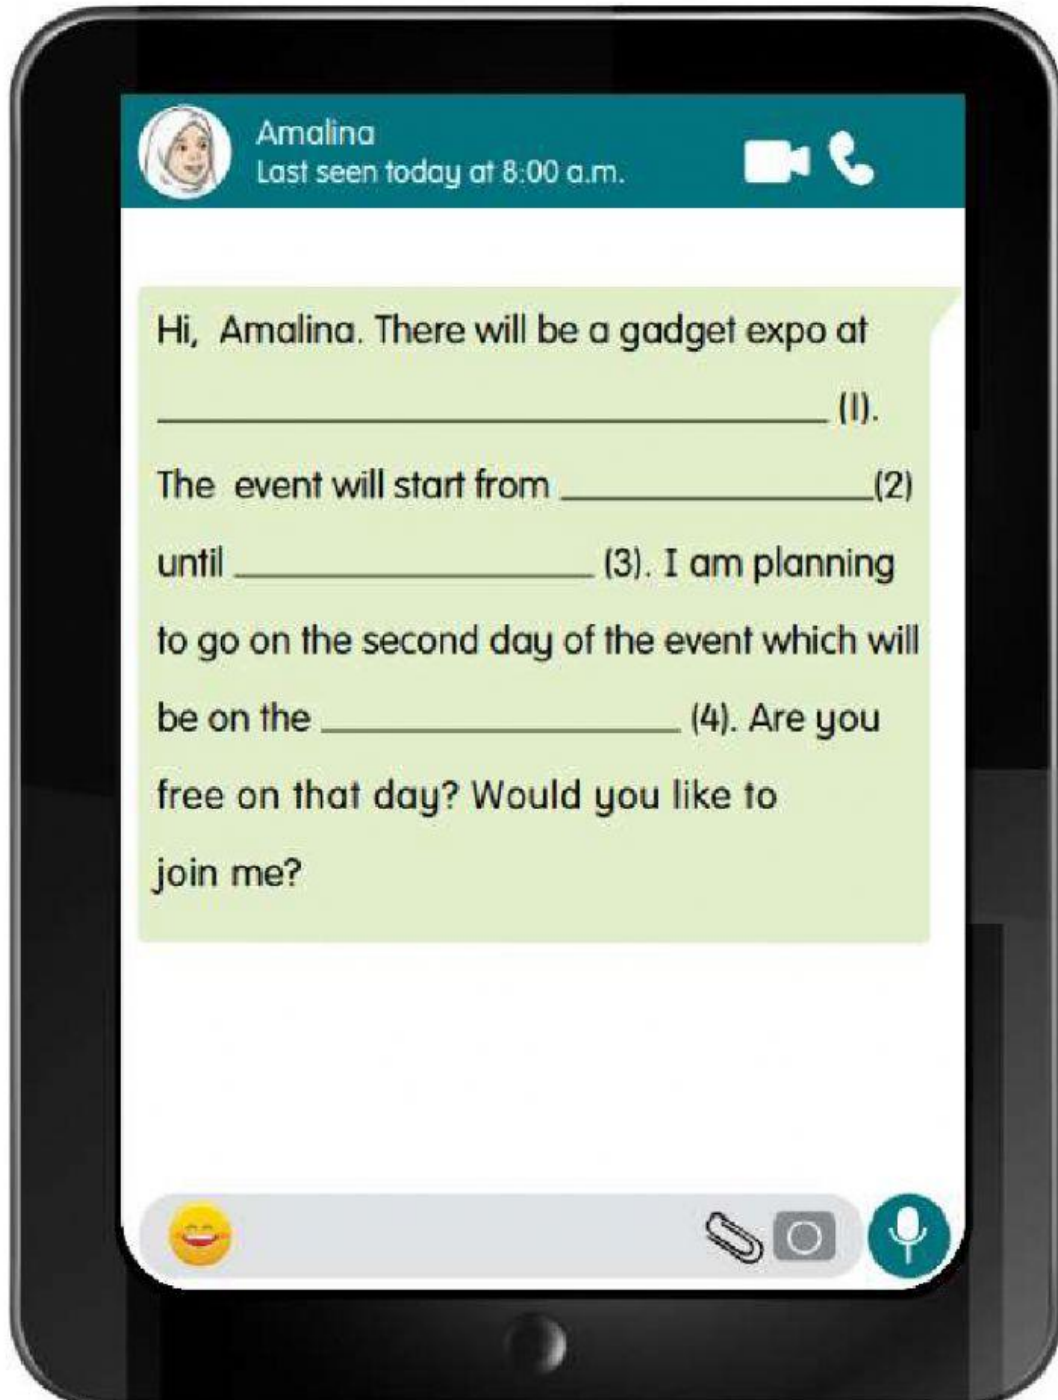 Amalina
Last seen today at 8:00 a.m.
Hi, Amalina. There will be a gadget expo at
______________________________ (1).
The event will start from ______________(2)
until ________________ (3). I am planning
to go on the second day of the event which will
be on the ________________ (4). Are you
free on that day? Would you like to
join me?